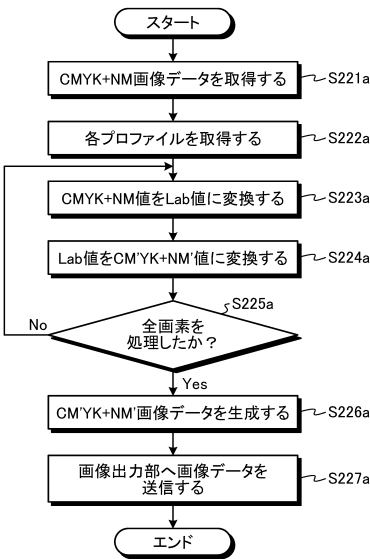 スタート
CMYK+NM画像データを取得する
S221a
各プロファイルを取得する
S222a
CMYK+NM値をLab値に変換する
S223a
Lab値をCM'YK+NM'値に変換する
S224a
S225a
全画素を
処理したか？
No
Yes
CM'YK+NM'画像データを生成する
S226a
画像出力部へ画像データを
送信する
S227a
エンド